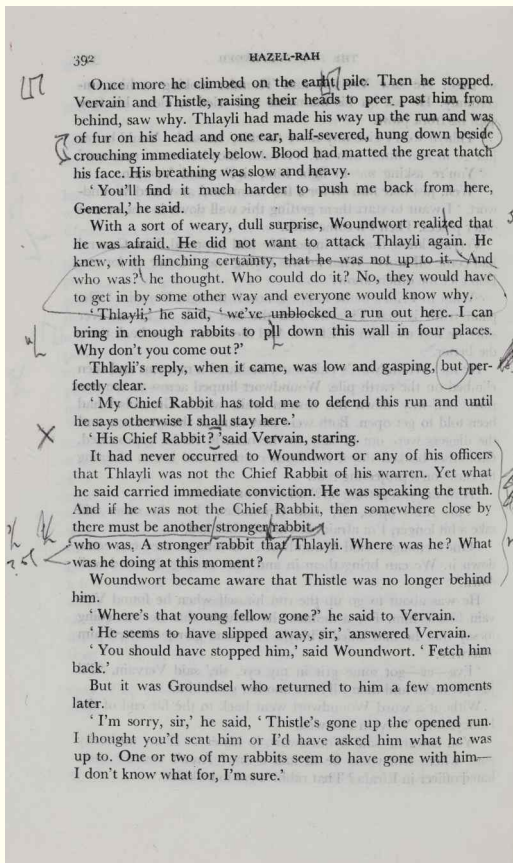 392 HAZEL-RAH
Once more he climbed on the earht pile. Then he stopped.
Vervain and Thistle, raising their heads to peer past him from
behind, saw why. Thlayli had made his way up the run and was
of fur on his head and one ear, half-severed, hung down beside
crouching immediately below. Blood had matted the great thatch
his face. His breathing was slow and heavy.
‘You'll find it much harder to push me back from here,
General,’ he said.
With a sort of weary, dull surprise, Woundwort realized that
he was afraid. He did not want to attack Thlayli again. He
knew, with flinching certainty, that he was not up to it. And
who was? he thought. Who could do it? No, they would have
to get in by some other way and everyone would know why.
‘Thlayli,’ he said, ‘we've unblocked a run out here. I can
bring in enough rabbits to pll down this wall in four places.
Why don't you come out?’
Thlayli's reply, when it came, was low and gasping, but per-
fectly clear.
‘My Chief Rabbit has told me to defend this run and until
he says otherwise I shall stay here.’
X ‘His Chief Rabbit? ’said Vervain, staring.
It had never occurred to Woundwort or any of his officers
that Thlayli was not the Chief Rabbit of his warren. Yet what
he said carried immediate conviction. He was speaking the truth.
And if he was not the Chief Rabbit, then somewhere close by
there must be another stronger rabbit
who was. A stronger rabbit that Thlayli. Where was he? What
was he doing at this moment?
Woundwort became aware that Thistle was no longer behind
him.
‘Where's that young fellow gone?’ he said to Vervain.
‘He seems to have slipped away, sir,’ answered Vervain.
‘You should have stopped him,’ said Woundwort. ‘Fetch him
back.’
But it was Groundsel who returned to him a few moments
later.
‘I'm sorry, sir,’ he said, ‘Thistle's gone up the opened run.
I thought you'd sent him or I'd have asked him what he was
up to. One or two of my rabbits seem to have gone with him—
I don't know what for, I'm sure.’